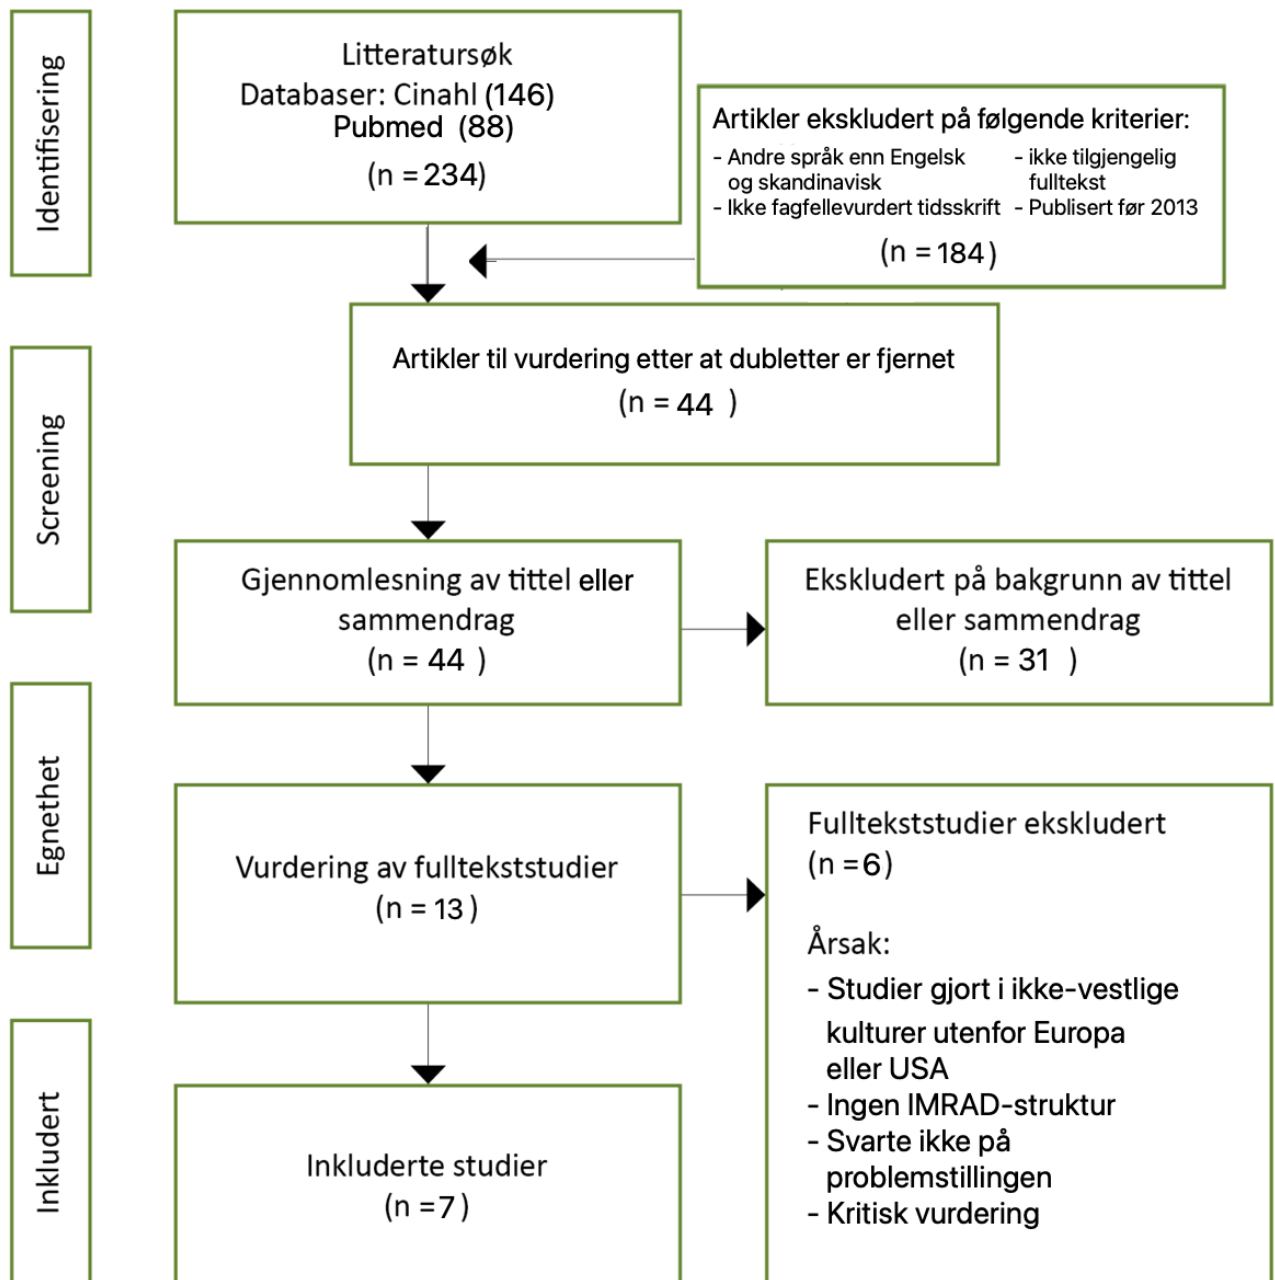 Identifisering
Litteratursøk
Databaser: Cinahl (146)
Pubmed (88)
(n = 234)
Artikler ekskludert på følgende kriterier:
- Andre språk enn Engelsk
og skandinavisk
- Ikke fagfellevurdert tidsskrift
- ikke tilgjengelig
fulltekst
- Publisert før 2013
(n = 184)
Screening
Artikler til vurdering etter at dubletter er fjernet
(n = 44 )
Gjennomlesning av tittel eller
sammendrag
(n = 44 )
Ekskludert på bakgrunn av tittel
eller sammendrag
(n = 31 )
Egnethet
Vurdering av fulltekststudier
(n = 13 )
Fulltekststudier ekskludert
(n = 6 )
Årsak:
- Studier gjort i ikke-vestlige
kulturer utenfor Europa
eller USA
- Ingen IMRAD-struktur
- Svarte ikke på
problemstillingen
- Kritisk vurdering
Inkludert
Inkluderte studier
(n = 7 )